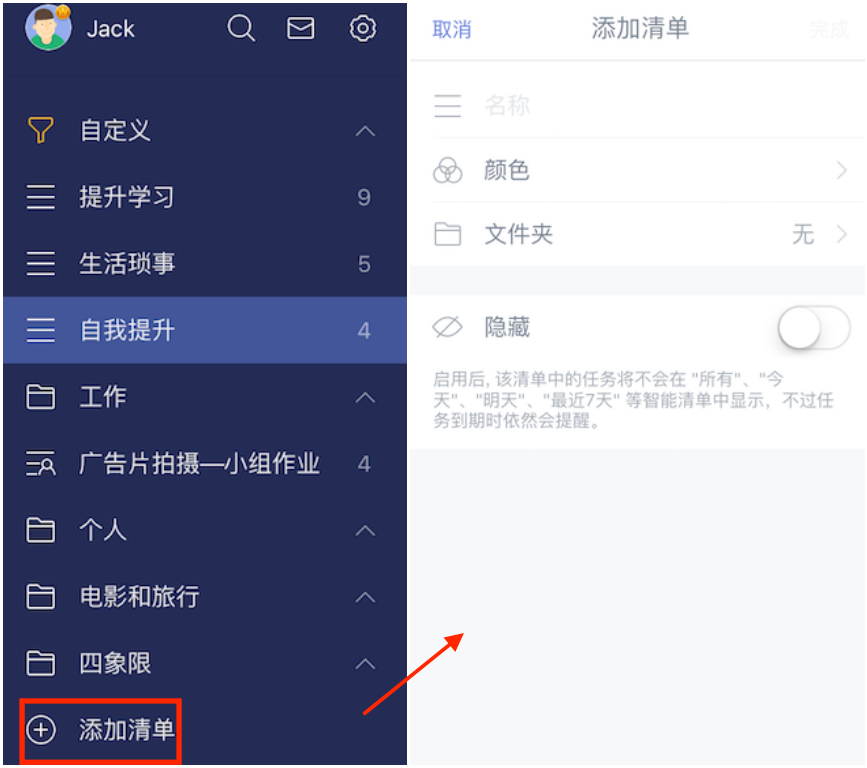 Jack
自定义
提升学习 9
生活琐事 5
自我提升 4
工作
广告片拍摄—小组作业 4
个人
电影和旅行
四象限
添加清单
取消 添加清单 完成
名称
颜色
文件夹 无
隐藏
启用后, 该清单中的任务将不会在 "所有"、"今
天"、"明天"、"最近7天" 等智能清单中显示，不过任
务到期时依然会提醒。